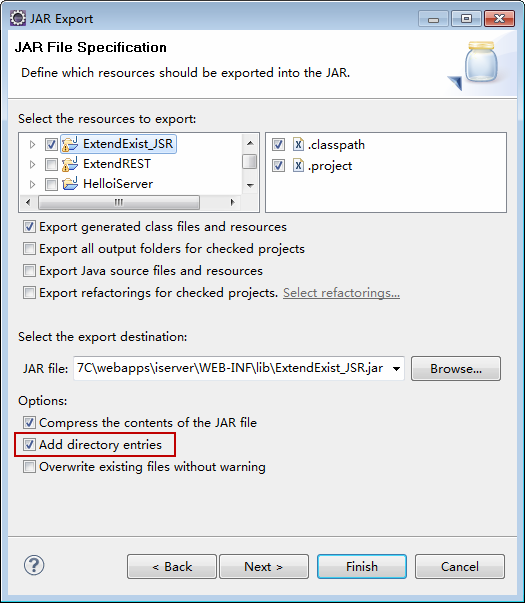 JAR Export
JAR File Specification
Define which resources should be exported into the JAR.
Select the resources to export:
ExtendExist_JSR
ExtendREST
HelloiServer
.classpath
.project
Export generated class files and resources
Export all output folders for checked projects
Export Java source files and resources
Export refactorings for checked projects. Select refactorings...
Select the export destination:
JAR file: 7C\webapps\iserver\WEB-INF\lib\ExtendExist_JSR.jar Browse...
Options:
Compress the contents of the JAR file
Add directory entries
Overwrite existing files without warning
? < Back Next > Finish Cancel